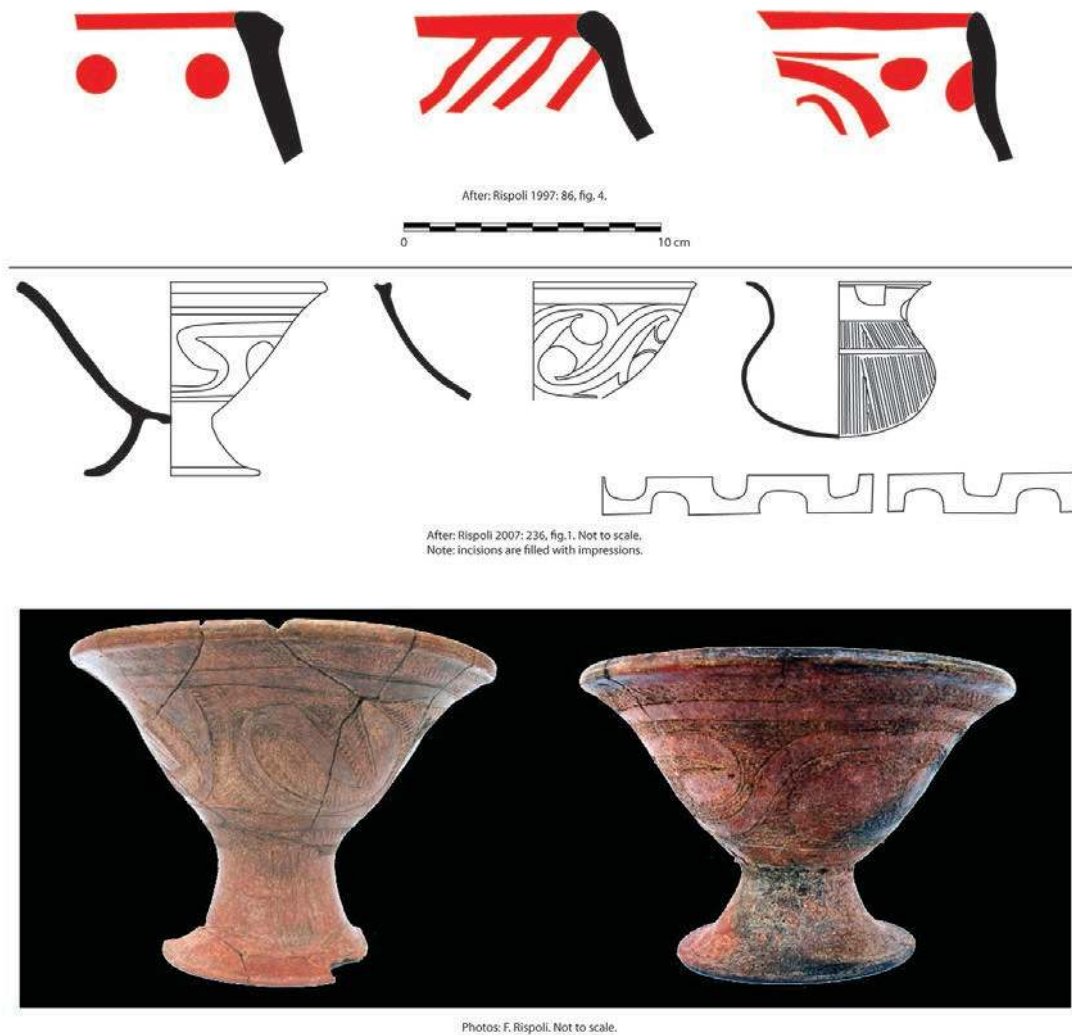 After: Rispoli 1997: 86, fig. 4.
0 10 cm
After: Rispoli 2007: 236, fig.1. Not to scale.
Note: incisions are filled with impressions.
Photos: F. Rispoli. Not to scale.